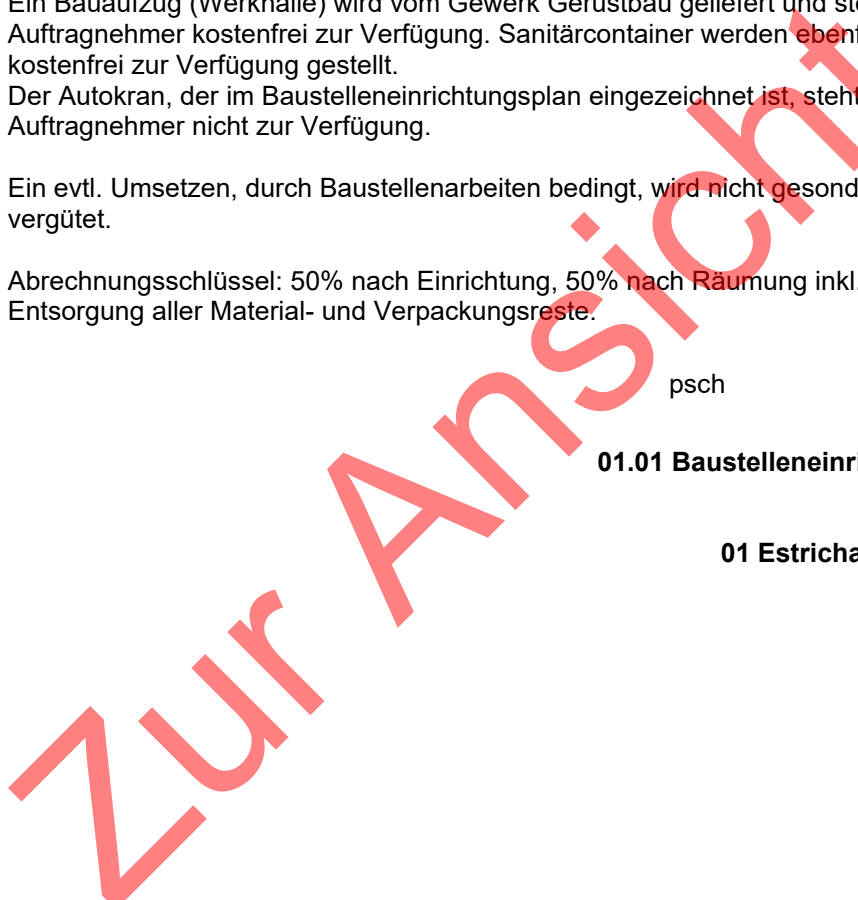 Ein Bauaufzug (Werkhalle) wird vom Gewerk Gerüstbau geliefert und ste
Auftragnehmer kostenfrei zur Verfügung. Sanitärcontainer werden ebenf
kostenfrei zur Verfügung gestellt.
Der Autokran, der im Baustelleneinrichtungsplan eingezeichnet ist, steht
Auftragnehmer nicht zur Verfügung.
Ein evtl. Umsetzen, durch Baustellenarbeiten bedingt, wird nicht gesond
vergütet.
Abrechnungsschlüssel: 50% nach Einrichtung, 50% nach Räumung inkl.
Entsorgung aller Material- und Verpackungsreste.
psch
01.01 Baustelleneinri
01 Estricha
Zur Ansicht